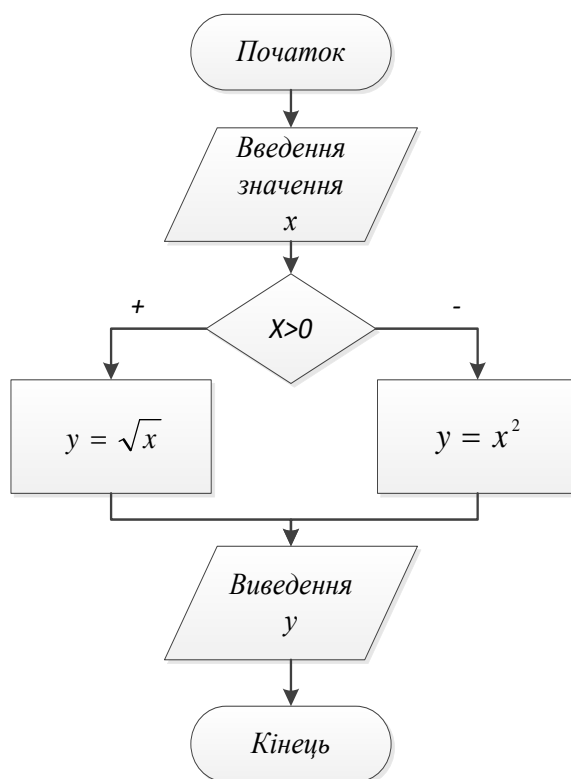 Початок
Введення
значення
x
+
-
X>0
y = √x
y = x²
Виведення
y
Кінець